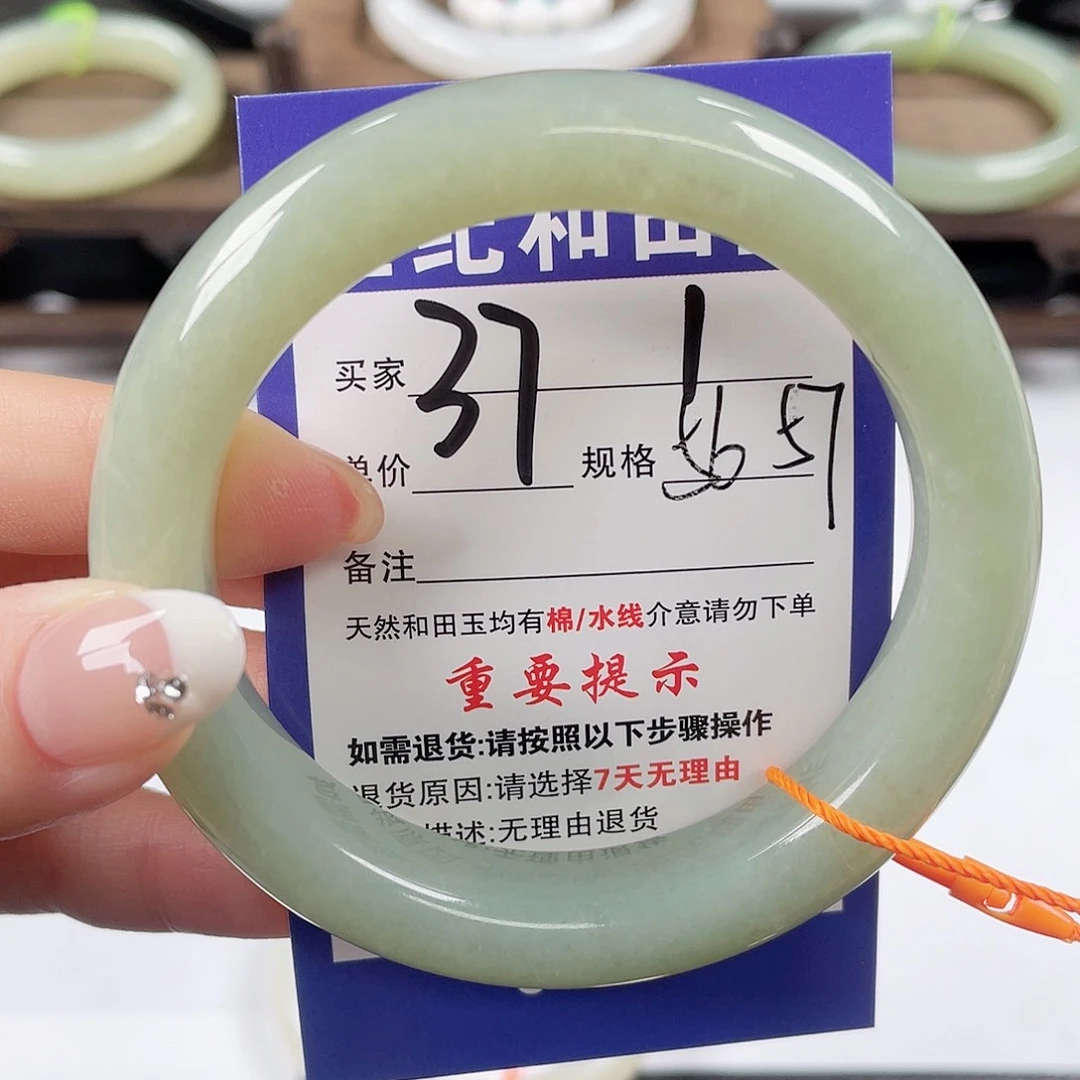 纪和田
买家 37 1
单价 规格 56 57
备注
天然和田玉均有棉/水线介意请勿下单
重要提示
如需退货:请按照以下步骤操作
退货原因:请选择7天无理由
描述:无理由退货